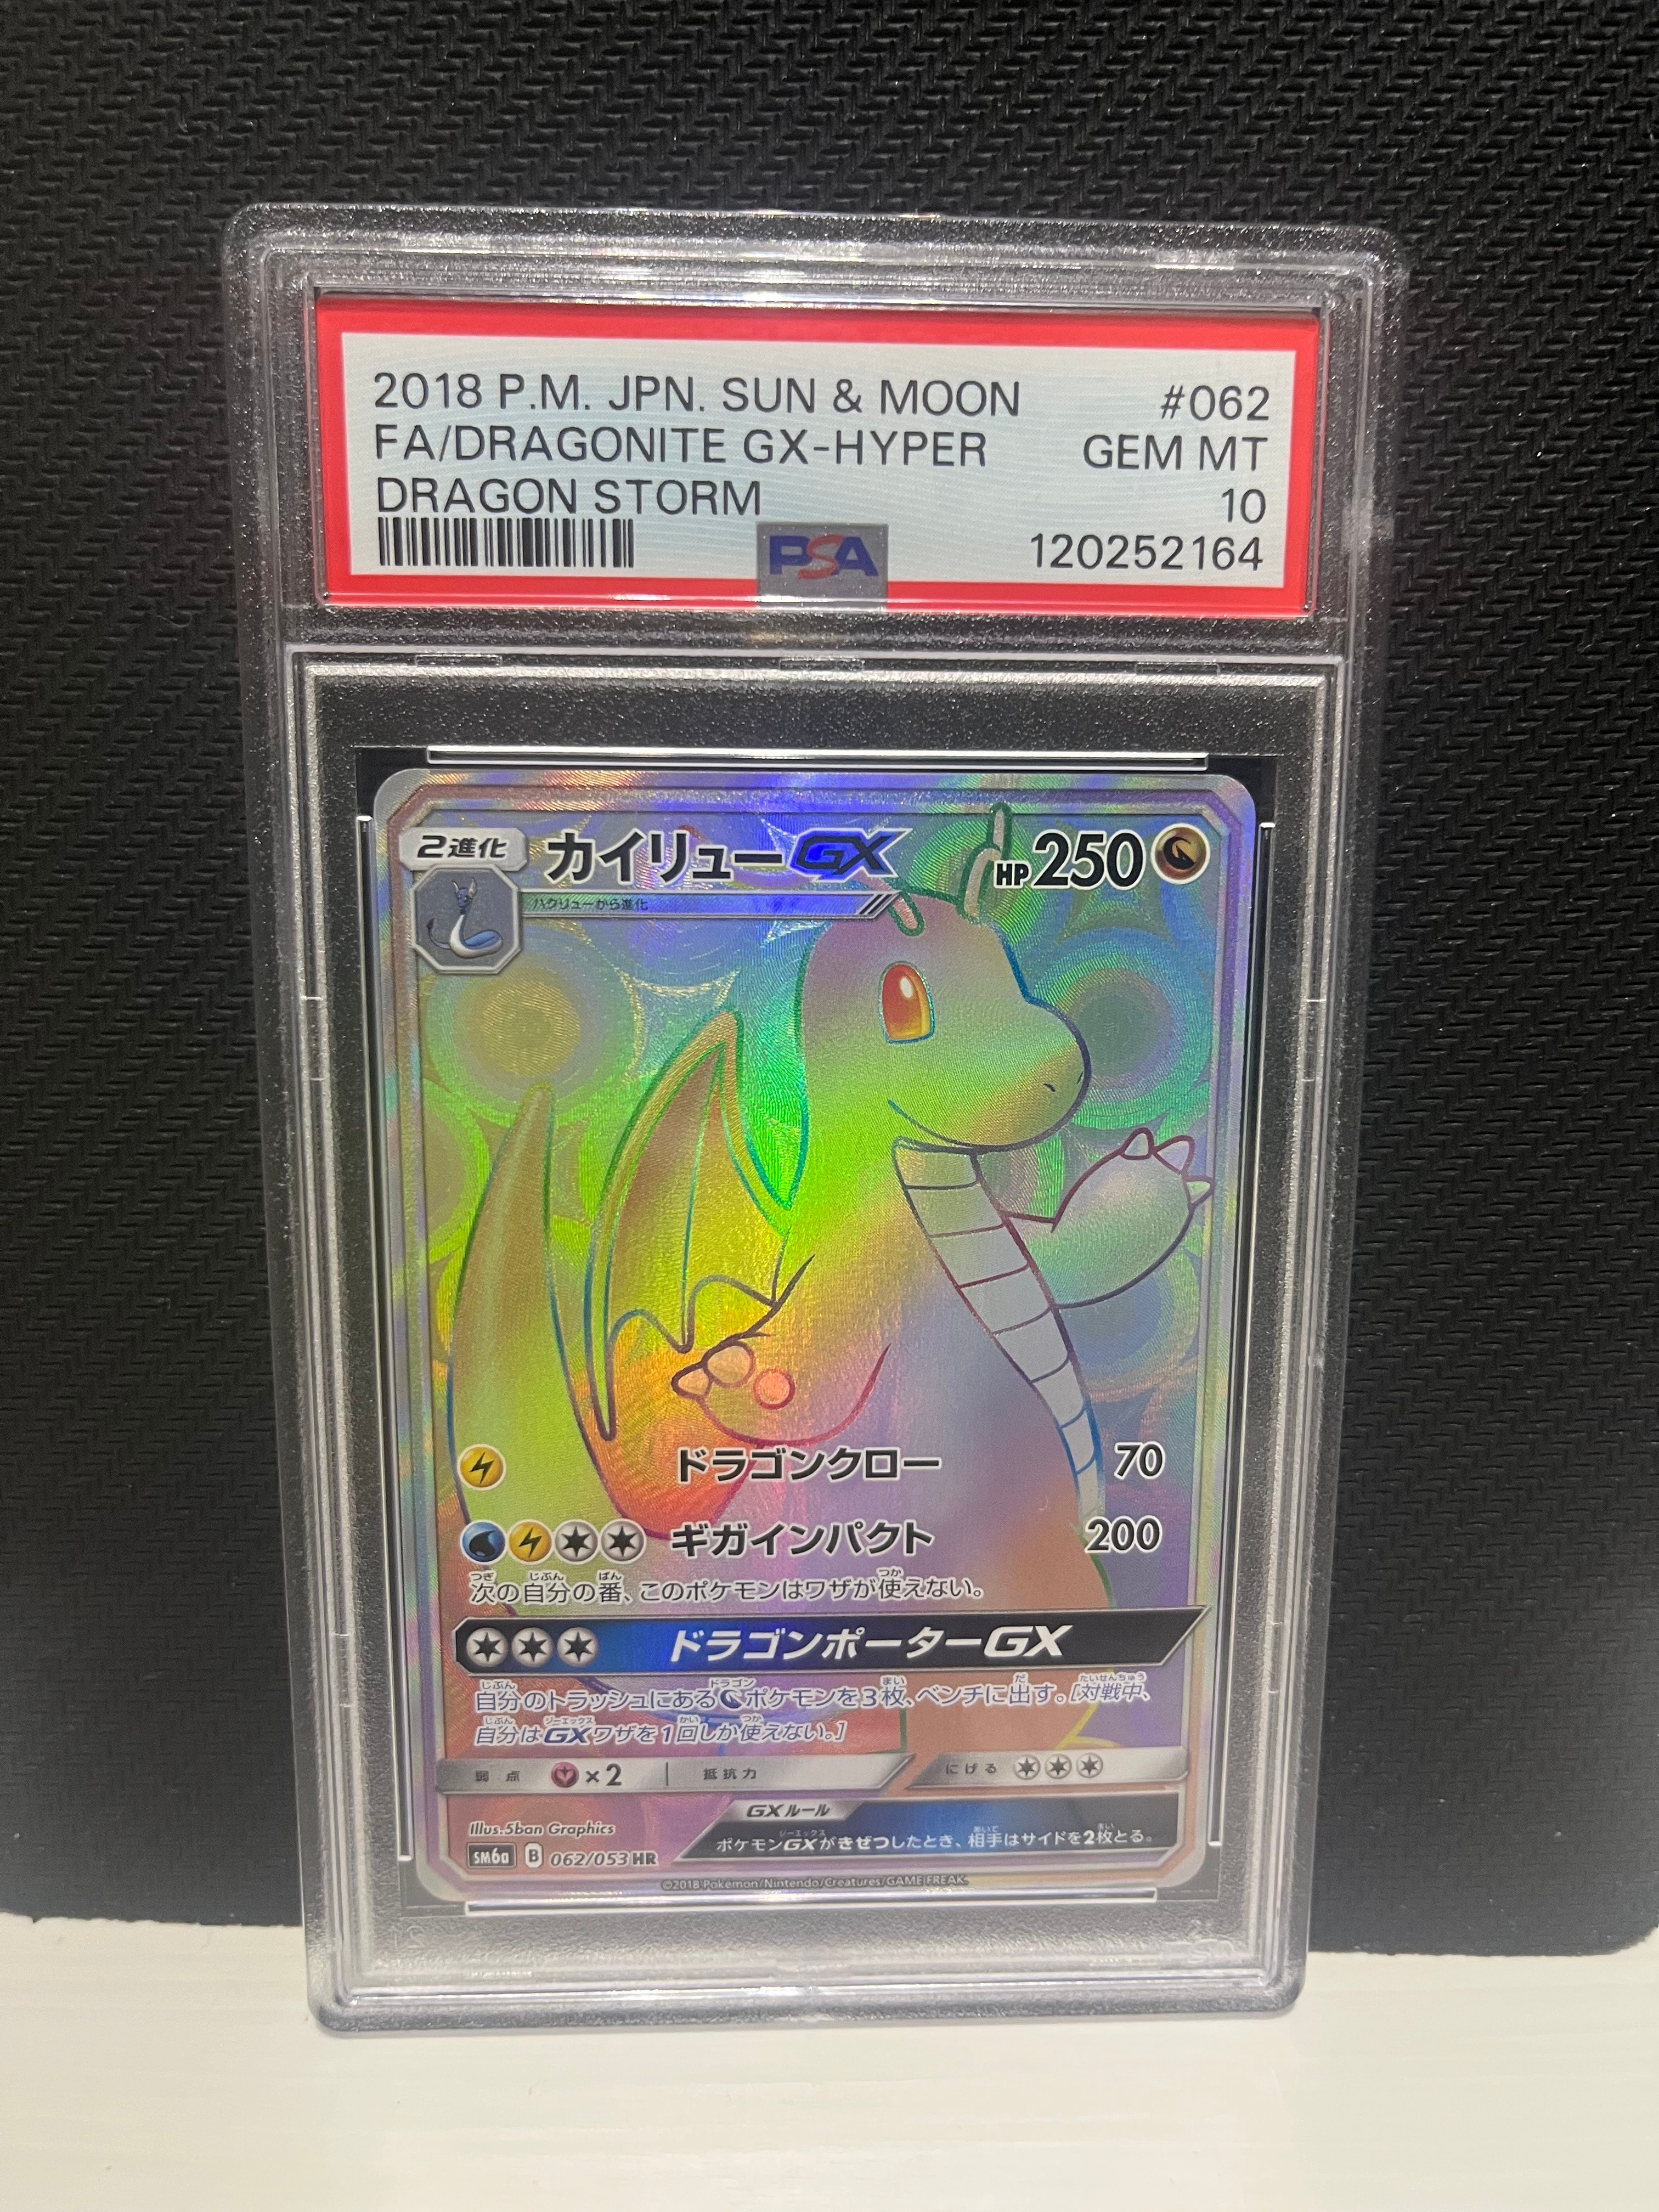 2018 P.M. JPN. SUN & MOON #062
FA/DRAGONITE GX-HYPER GEM MT
DRAGON STORM 10
PSA 120252164
2進化 カイリューGX HP250
ハクリューから進化
ドラゴンクロー 70
ギガインパクト 200
次の自分の番、このポケモンはワザが使えない。
ドラゴンポーターGX
自分のトラッシュにあるポケモンを3枚、ベンチに出す。[対戦中、
自分はGXワザを1回しか使えない。]
弱点 ×2 抵抗力 にげる
GXルール
Illus.5ban Graphics
ポケモンGXがきぜつしたとき、相手はサイドを2枚とる。
SM6a B 062/053 HR
©2018 Pokémon/Nintendo/Creatures/GAME FREAK.